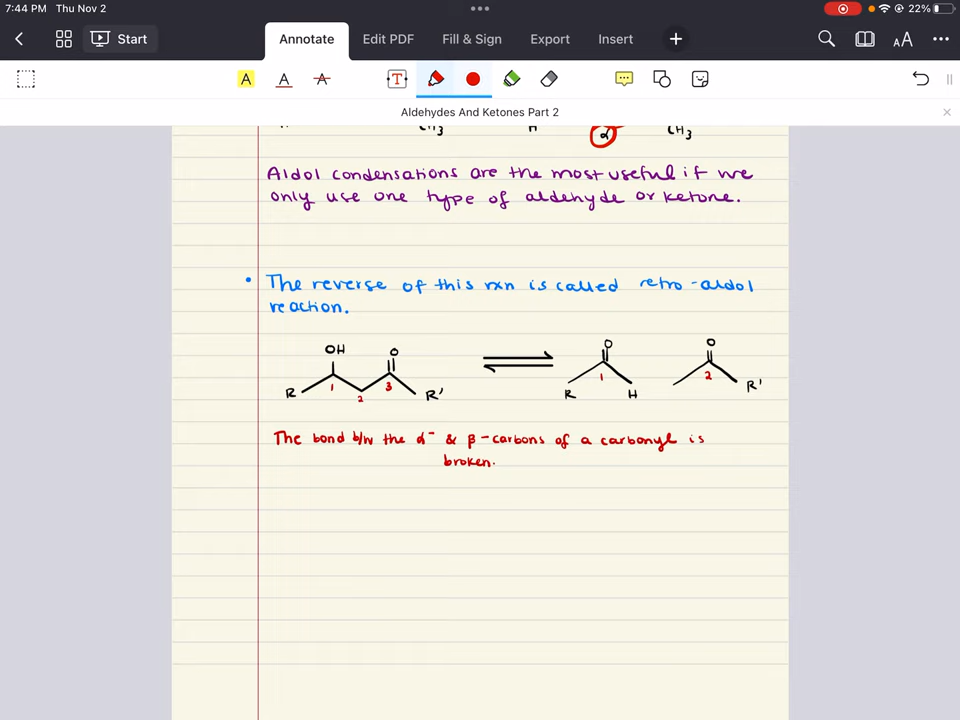 7:44 PM Thu Nov 2
22%
Start
Annotate
Edit PDF
Fill & Sign
Export
Insert
AA
A A A T
Aldehydes And Ketones Part 2
CH3 H α CH3
Aldol condensations are the most useful if we
only use one type of aldehyde or ketone.
• The reverse of this rxn is called retro-aldol
reaction.
OH O O O
1 2 3 1 2
R R' R H R'
The bond b/w the α- & β-carbons of a carbonyl is
broken.